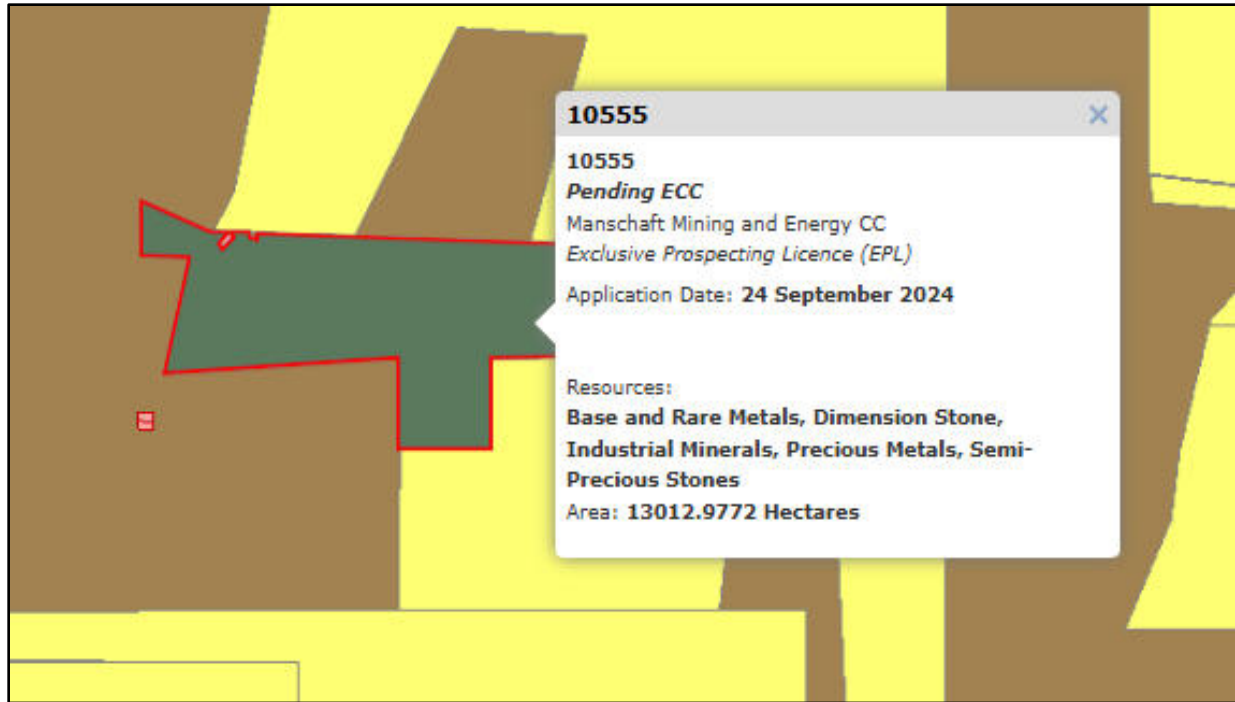 10555
10555
Pending ECC
Manschaft Mining and Energy CC
Exclusive Prospecting Licence (EPL)
Application Date: 24 September 2024
Resources:
Base and Rare Metals, Dimension Stone,
Industrial Minerals, Precious Metals, Semi-
Precious Stones
Area: 13012.9772 Hectares